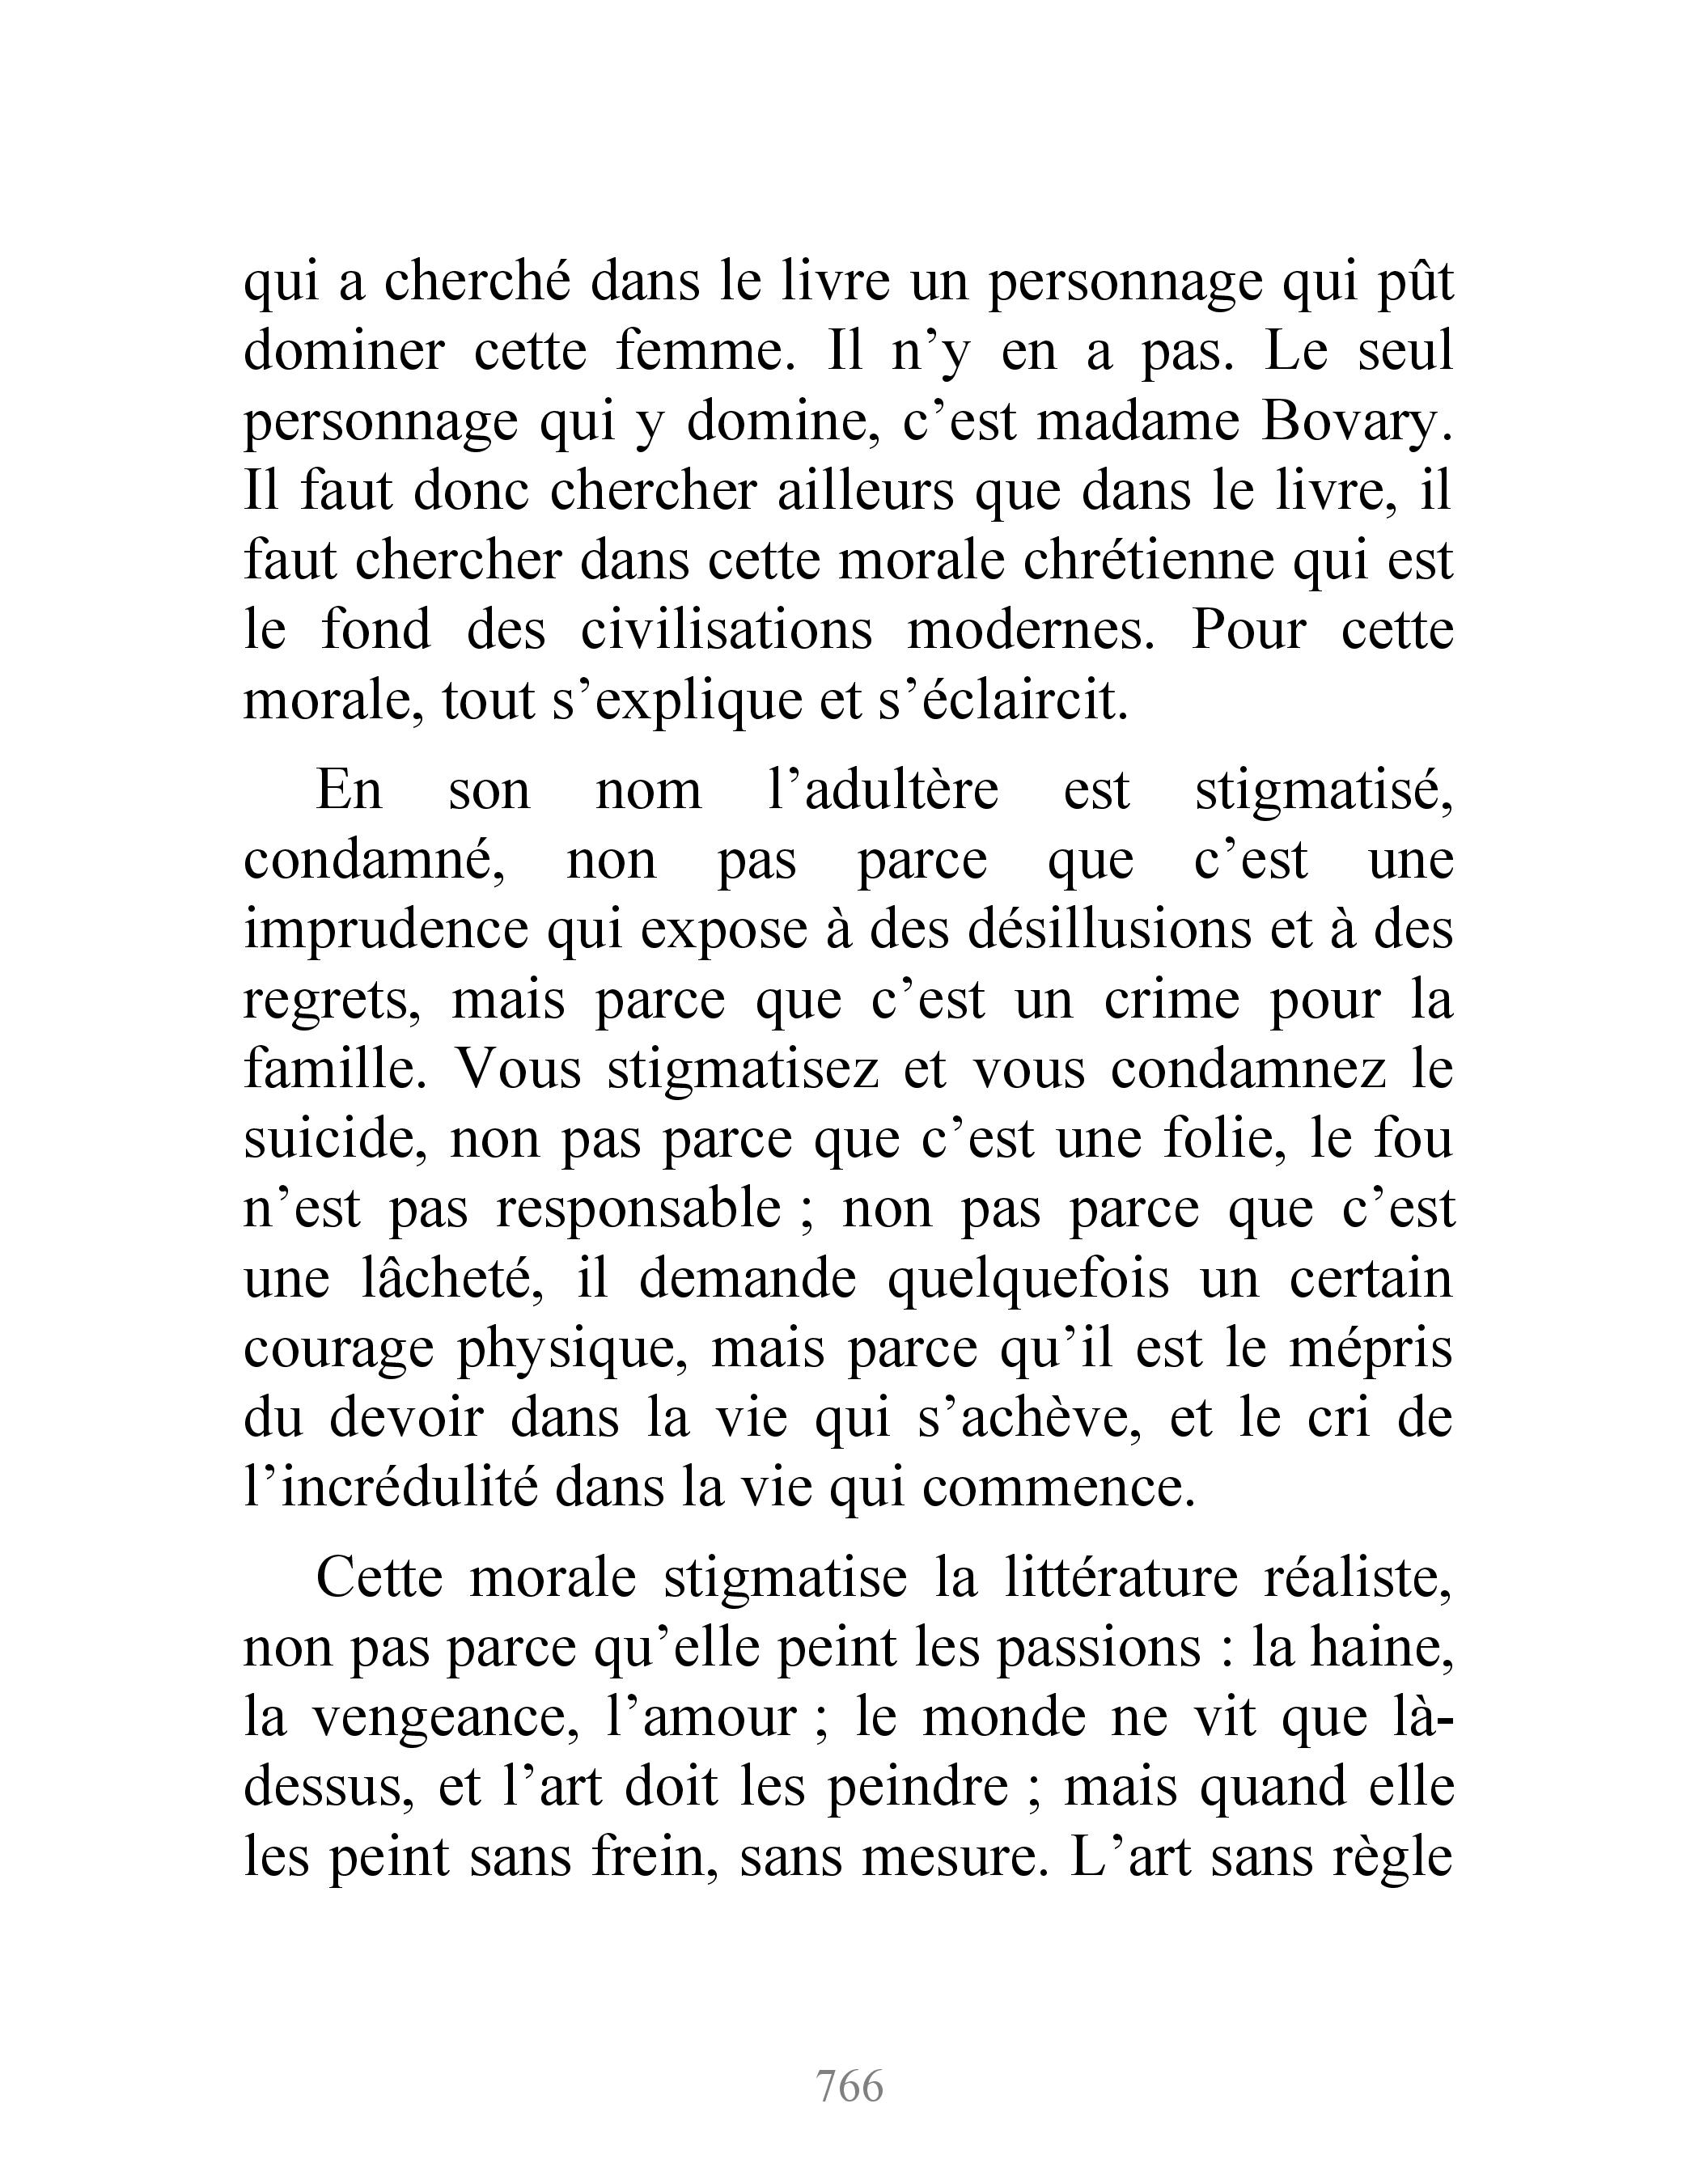 qui a cherché dans le livre un personnage qui pût
dominer cette femme. Il n’y en a pas. Le seul
personnage qui y domine, c’est madame Bovary.
Il faut donc chercher ailleurs que dans le livre, il
faut chercher dans cette morale chrétienne qui est
le fond des civilisations modernes. Pour cette
morale, tout s’explique et s’éclaircit.
En son nom l’adultère est stigmatisé,
condamné, non pas parce que c’est une
imprudence qui expose à des désillusions et à des
regrets, mais parce que c’est un crime pour la
famille. Vous stigmatisez et vous condamnez le
suicide, non pas parce que c’est une folie, le fou
n’est pas responsable ; non pas parce que c’est
une lâcheté, il demande quelquefois un certain
courage physique, mais parce qu’il est le mépris
du devoir dans la vie qui s’achève, et le cri de
l’incrédulité dans la vie qui commence.
Cette morale stigmatise la littérature réaliste,
non pas parce qu’elle peint les passions : la haine,
la vengeance, l’amour ; le monde ne vit que là-
dessus, et l’art doit les peindre ; mais quand elle
les peint sans frein, sans mesure. L’art sans règle
766